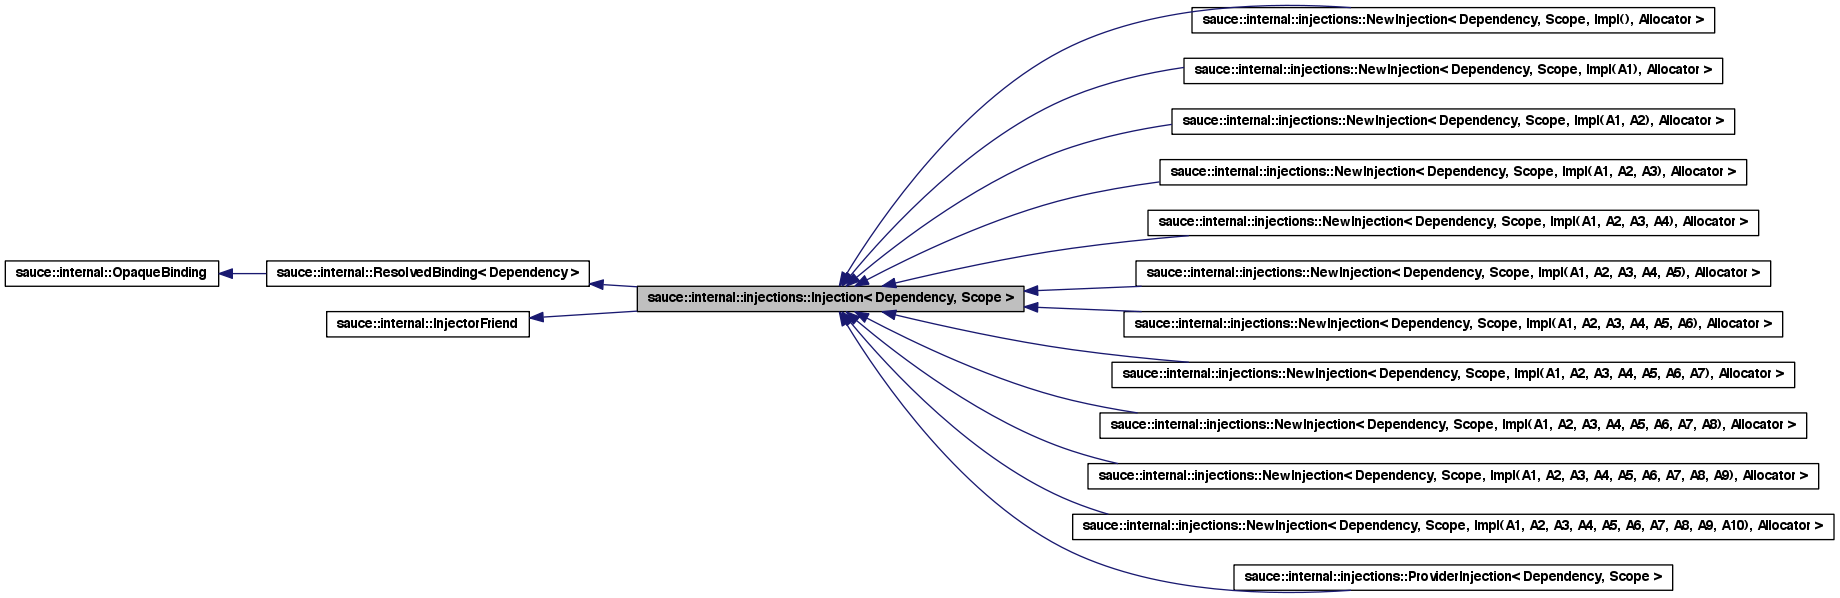 sauce::internal::injections::NewInjection< Dependency, Scope, Impl(), Allocator >
sauce::internal::injections::NewInjection< Dependency, Scope, Impl(A1), Allocator >
sauce::internal::injections::NewInjection< Dependency, Scope, Impl(A1, A2), Allocator >
sauce::internal::injections::NewInjection< Dependency, Scope, Impl(A1, A2, A3), Allocator >
sauce::internal::injections::NewInjection< Dependency, Scope, Impl(A1, A2, A3, A4), Allocator >
sauce::internal::OpaqueBinding
sauce::internal::ResolvedBinding< Dependency >
sauce::internal::injections::NewInjection< Dependency, Scope, Impl(A1, A2, A3, A4, A5), Allocator >
sauce::internal::injections::Injection< Dependency, Scope >
sauce::internal::InjectorFriend
sauce::internal::injections::NewInjection< Dependency, Scope, Impl(A1, A2, A3, A4, A5, A6), Allocator >
sauce::internal::injections::NewInjection< Dependency, Scope, Impl(A1, A2, A3, A4, A5, A6, A7), Allocator >
sauce::internal::injections::NewInjection< Dependency, Scope, Impl(A1, A2, A3, A4, A5, A6, A7, A8), Allocator >
sauce::internal::injections::NewInjection< Dependency, Scope, Impl(A1, A2, A3, A4, A5, A6, A7, A8, A9), Allocator >
sauce::internal::injections::NewInjection< Dependency, Scope, Impl(A1, A2, A3, A4, A5, A6, A7, A8, A9, A10), Allocator >
sauce::internal::injections::ProviderInjection< Dependency, Scope >